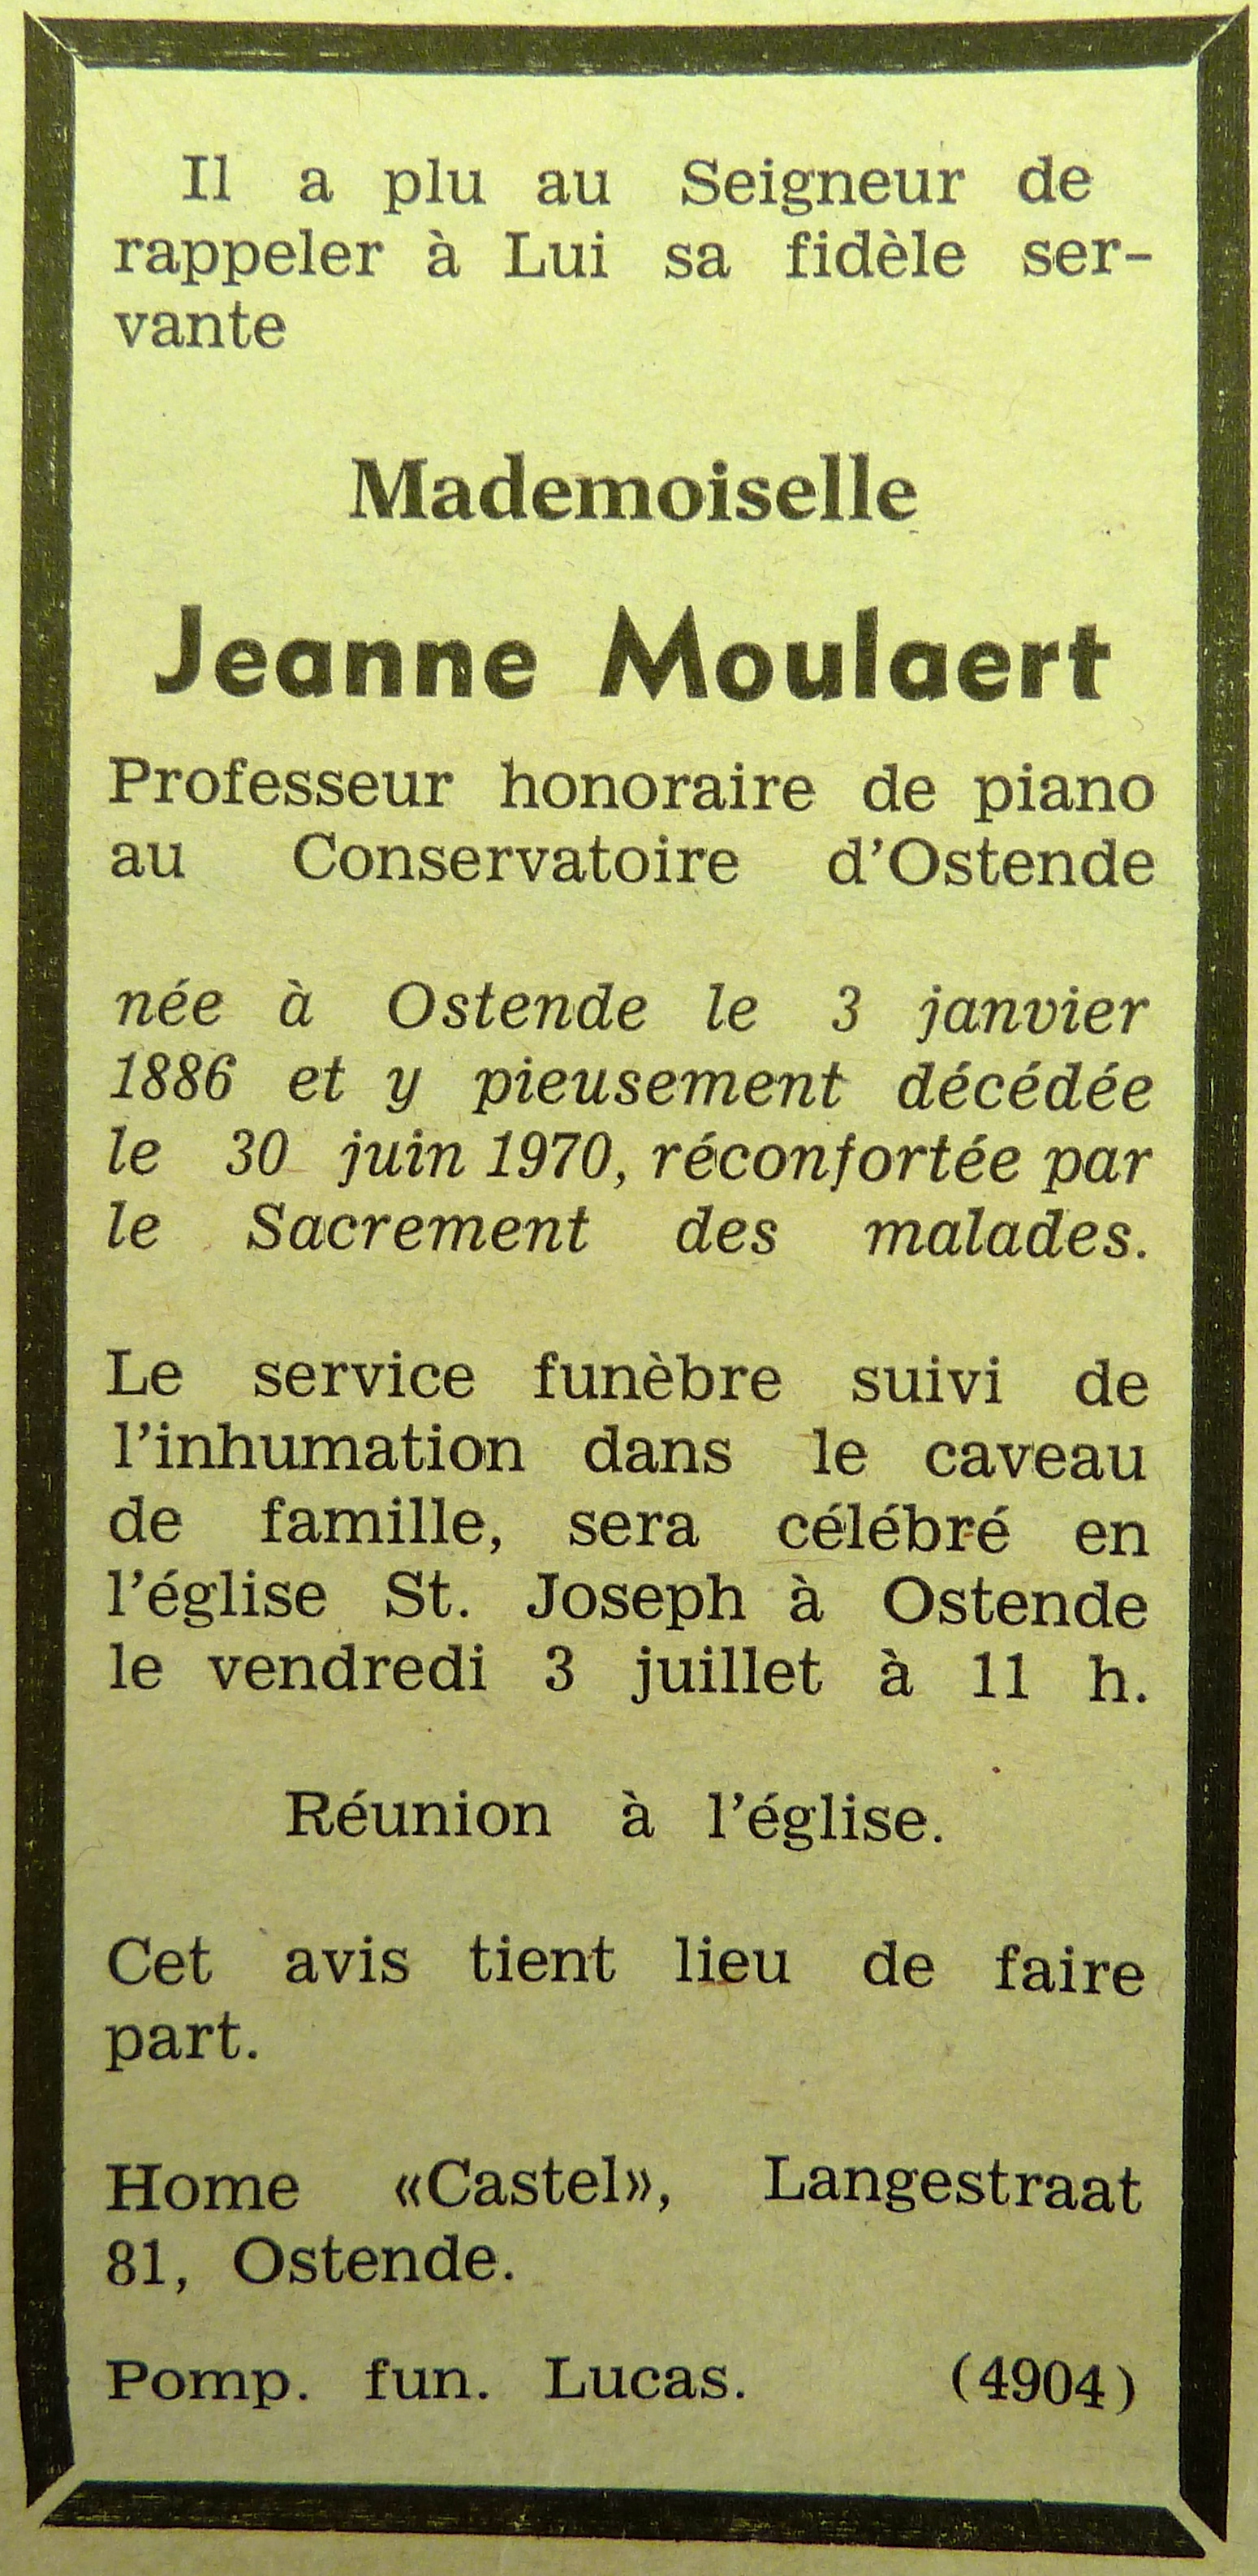 Il a plu au Seigneur de
rappeler à Lui sa fidèle ser-
vante
Mademoiselle
Jeanne Moulaert
Professeur honoraire de piano
au Conservatoire d'Ostende
née à Ostende le 3 janvier
1886 et y pieusement décédée
le 30 juin 1970, réconfortée par
le Sacrement des malades.
Le service funèbre suivi de
l'inhumation dans le caveau
de famille, sera célébré en
l'église St. Joseph à Ostende
le vendredi 3 juillet à 11 h.
Réunion à l'église.
Cet avis tient lieu de faire
part.
Home «Castel», Langestraat
81, Ostende.
Pomp. fun. Lucas. (4904)